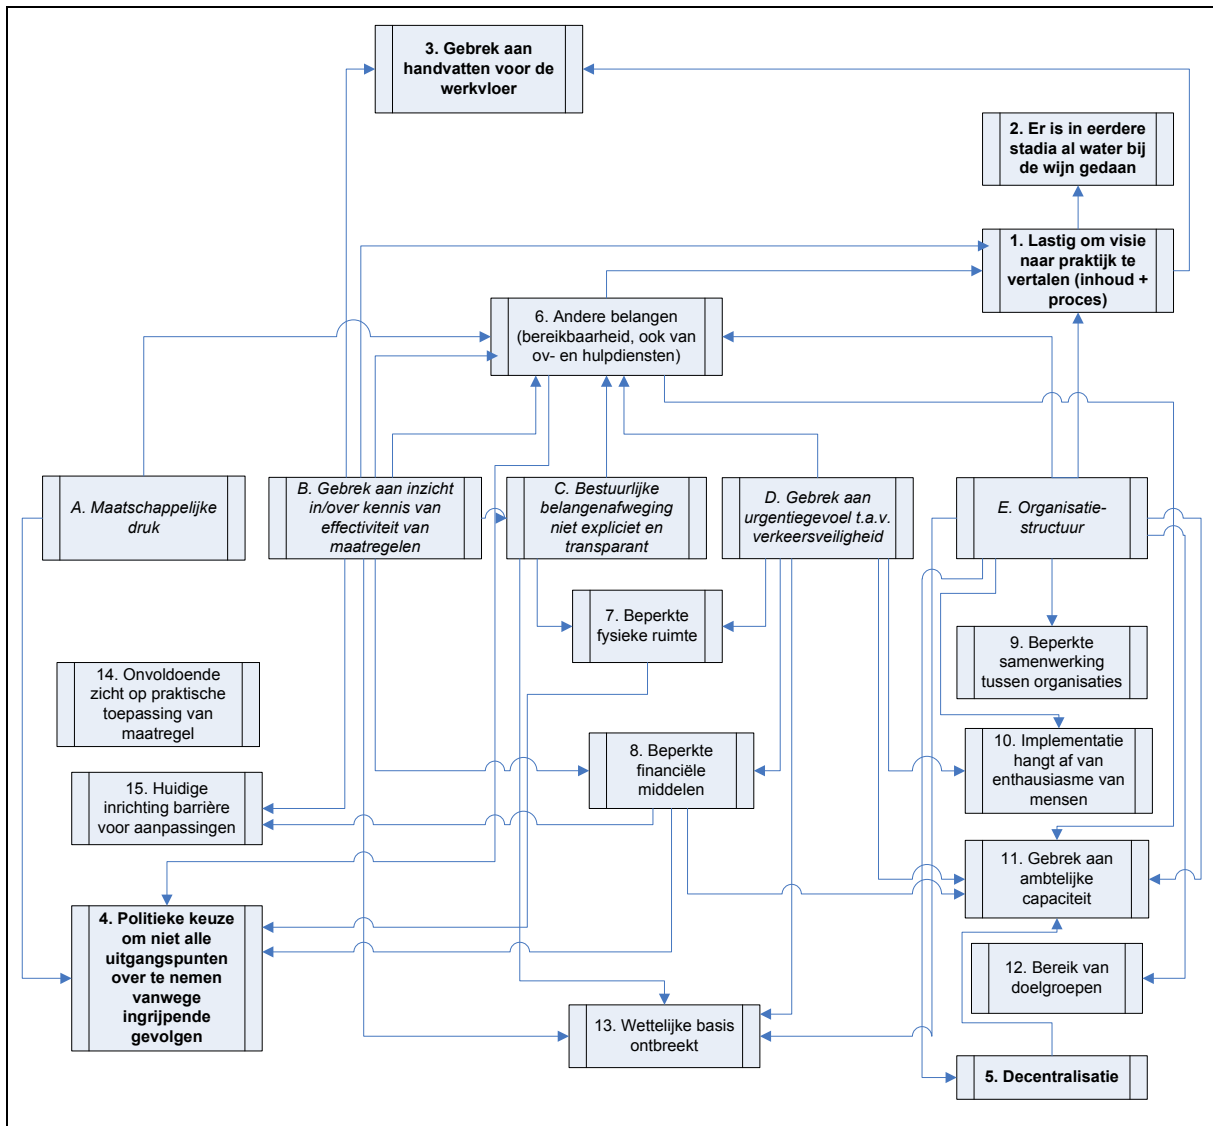 3. Gebrek aan
handvatten voor de
werkvloer
2. Er is in eerdere
stadia al water bij
de wijn gedaan
1. Lastig om visie
naar praktijk te
vertalen (inhoud +
proces)
6. Andere belangen
(bereikbaarheid, ook van
ov- en hulpdiensten)
A. Maatschappelijke
druk
B. Gebrek aan inzicht
in/over kennis van
effectiviteit van
maatregelen
C. Bestuurlijke
belangenafweging
niet expliciet en
transparant
D. Gebrek aan
urgentiegevoel t.a.v.
verkeersveiligheid
E. Organisatie-
structuur
7. Beperkte
fysieke ruimte
9. Beperkte
samenwerking
tussen organisaties
14. Onvoldoende
zicht op praktische
toepassing van
maatregel
8. Beperkte
financiële
middelen
10. Implementatie
hangt af van
enthausiasme van
mensen
15. Huidige
inrichting barrière
voor aanpassingen
11. Gebrek aan
ambtelijke
capaciteit
4. Politieke keuze
om niet alle
uitgangspunten
over te nemen
vanwege
ingrijpende
gevolgen
12. Bereik van
doelgroepen
13. Wettelijke basis
ontbreekt
5. Decentralisatie